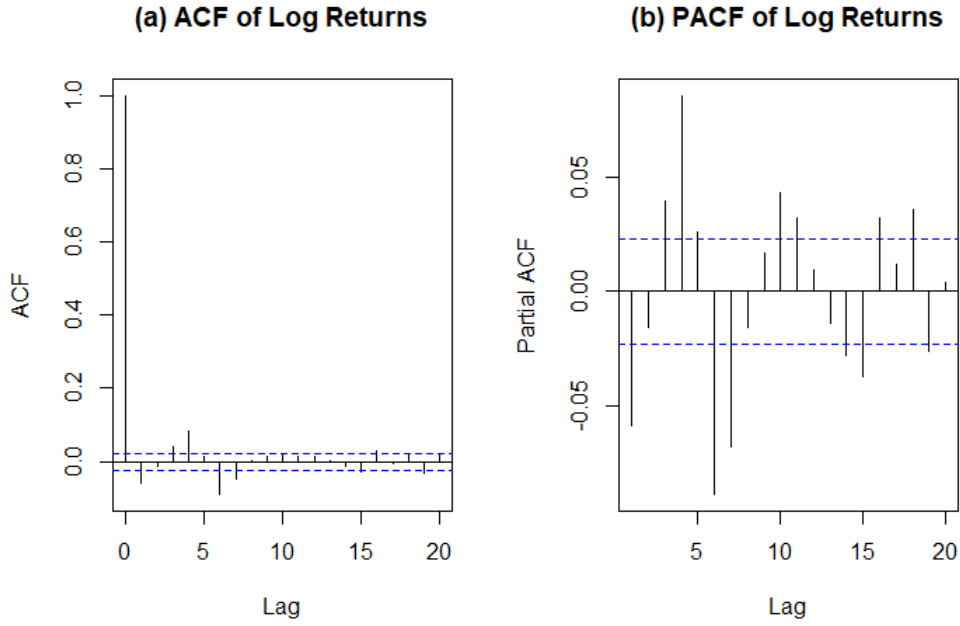 (a) ACF of Log Returns
ACF
1.0
0.8
0.6
0.4
0.2
0.0
0 5 10 15 20
Lag
(b) PACF of Log Returns
Partial ACF
0.05
0.00
-0.05
5 10 15 20
Lag